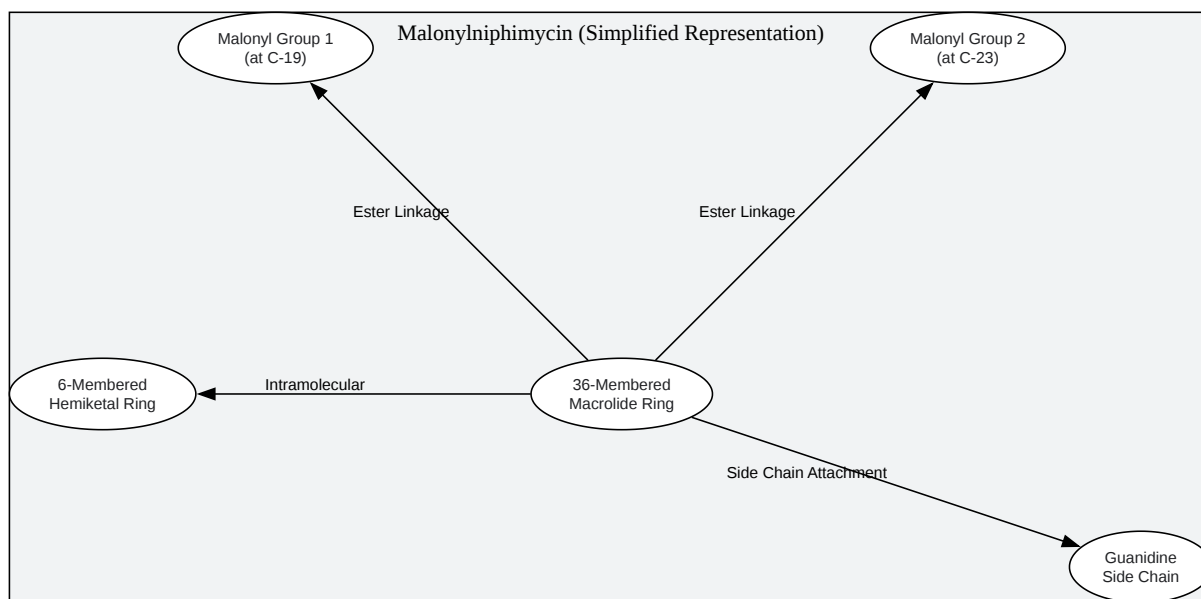 Malonylniphimycin (Simplified Representation)
Malonyl Group 1
(at C-19)
Malonyl Group 2
(at C-23)
Ester Linkage
Ester Linkage
6-Membered
Hemiketal Ring
Intramolecular
36-Membered
Macrolide Ring
Side Chain Attachment
Guanidine
Side Chain